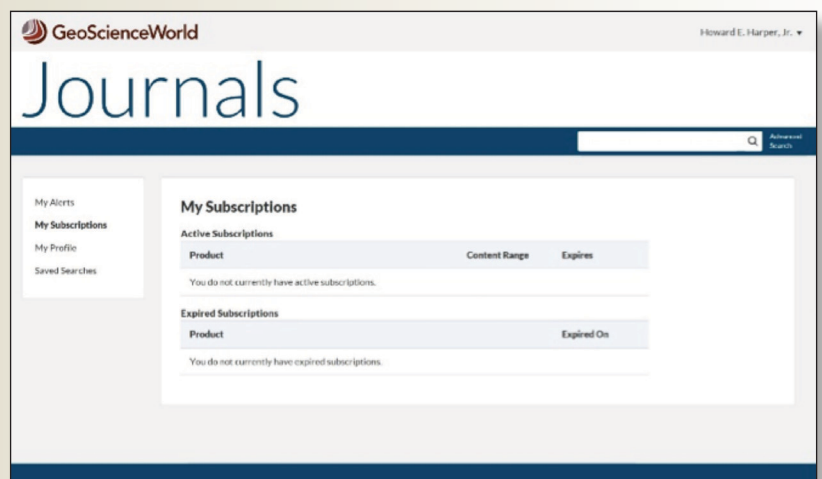 GeoScienceWorld
Howard E. Harper, Jr. ▾
Journals
Advanced
Search
My Alerts
My Subscriptions
My Profile
Saved Searches
My Subscriptions
Active Subscriptions
Product Content Range Expires
You do not currently have active subscriptions.
Expired Subscriptions
Product Expired On
You do not currently have expired subscriptions.